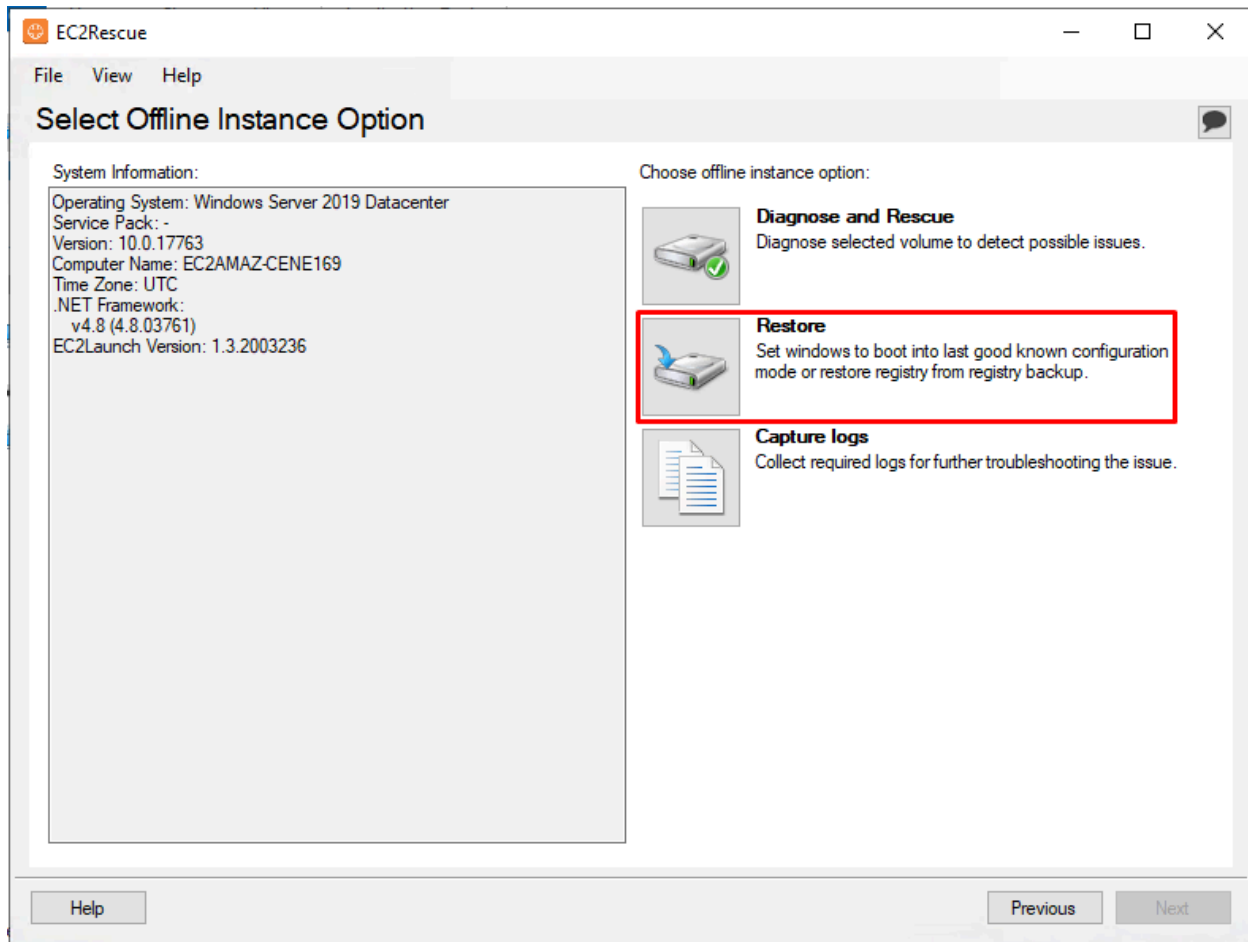 EC2Rescue
File View Help
Select Offline Instance Option
System Information:
Operating System: Windows Server 2019 Datacenter
Service Pack: -
Version: 10.0.17763
Computer Name: EC2AMAZ-CENE169
Time Zone: UTC
.NET Framework:
v4.8 (4.8.03761)
EC2Launch Version: 1.3.2003236
Choose offline instance option:
Diagnose and Rescue
Diagnose selected volume to detect possible issues.
Restore
Set windows to boot into last good known configuration
mode or restore registry from registry backup.
Capture logs
Collect required logs for further troubleshooting the issue.
Help
Previous
Next